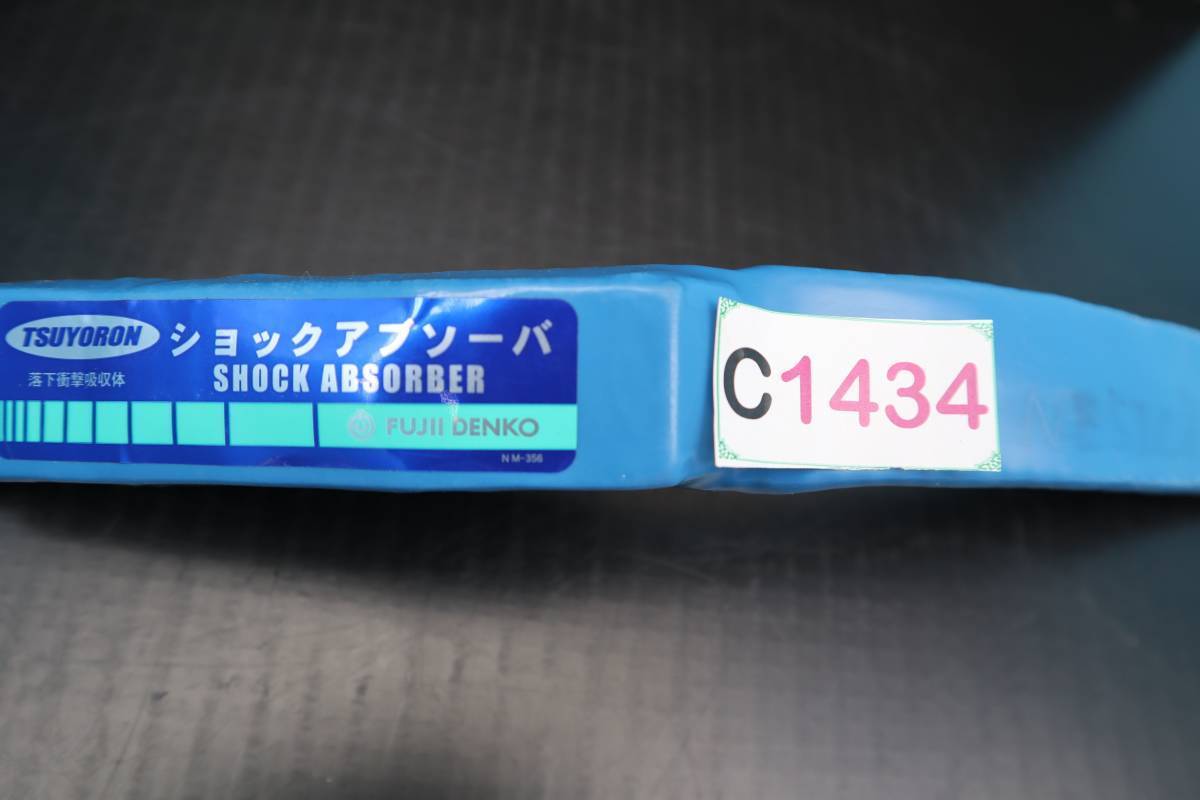 TSUYORON
ショックアブソーバ
落下衝撃吸収体
SHOCK ABSORBER
FUJII DENKO
NM-356
C1434